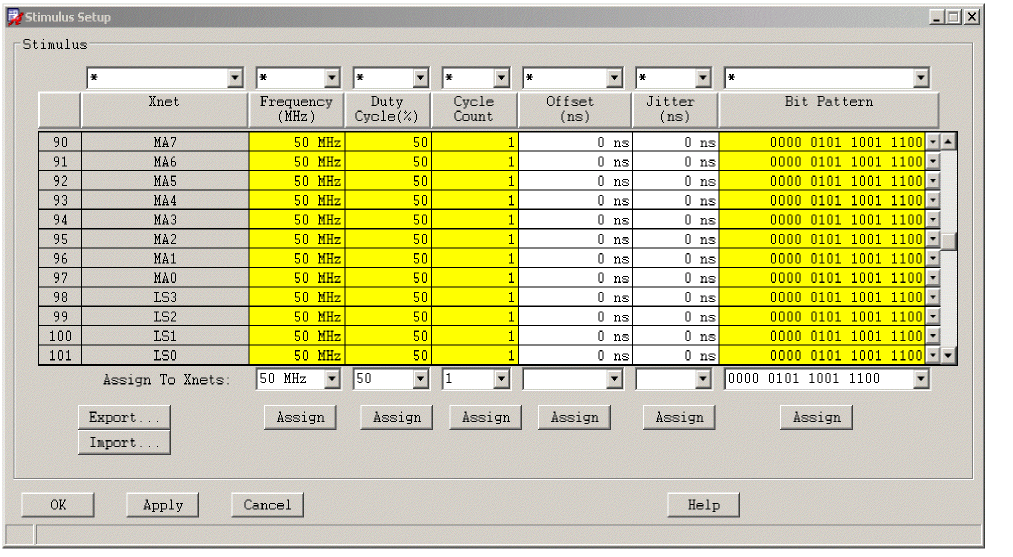 Stimulus Setup
Stimulus
* * * * * * *
Xnet Frequency (MHz) Duty Cycle(%) Cycle Count Offset (ns) Jitter (ns) Bit Pattern
90 MA7 50 MHz 50 1 0 ns 0 ns 0000 0101 1001 1100
91 MA6 50 MHz 50 1 0 ns 0 ns 0000 0101 1001 1100
92 MA5 50 MHz 50 1 0 ns 0 ns 0000 0101 1001 1100
93 MA4 50 MHz 50 1 0 ns 0 ns 0000 0101 1001 1100
94 MA3 50 MHz 50 1 0 ns 0 ns 0000 0101 1001 1100
95 MA2 50 MHz 50 1 0 ns 0 ns 0000 0101 1001 1100
96 MA1 50 MHz 50 1 0 ns 0 ns 0000 0101 1001 1100
97 MA0 50 MHz 50 1 0 ns 0 ns 0000 0101 1001 1100
98 LS3 50 MHz 50 1 0 ns 0 ns 0000 0101 1001 1100
99 LS2 50 MHz 50 1 0 ns 0 ns 0000 0101 1001 1100
100 LS1 50 MHz 50 1 0 ns 0 ns 0000 0101 1001 1100
101 LS0 50 MHz 50 1 0 ns 0 ns 0000 0101 1001 1100
Assign To Xnets: 50 MHz 50 1 0000 0101 1001 1100
Export... Assign Assign Assign Assign Assign Assign
Import...
OK Apply Cancel Help